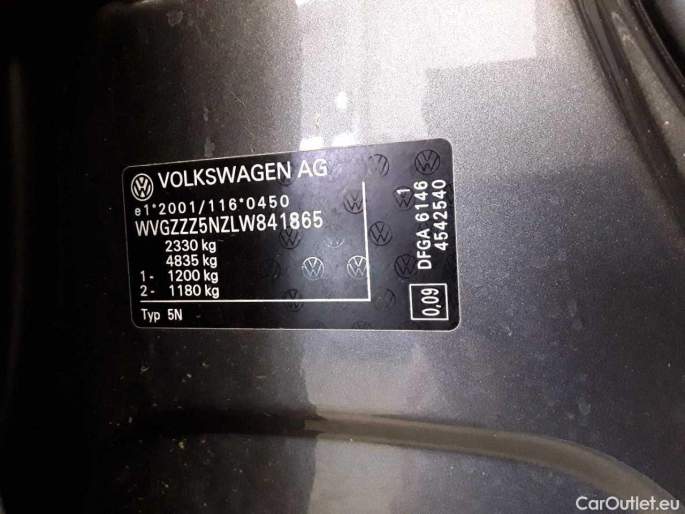 VOLKSWAGEN AG
e1*2001/116*0450
WVGZZZ5NZLW841865
2330 kg
4835 kg
1- 1200 kg
2- 1180 kg
Typ 5N
1
DFGA 6146
4542540
0,09
CarOutlet.eu